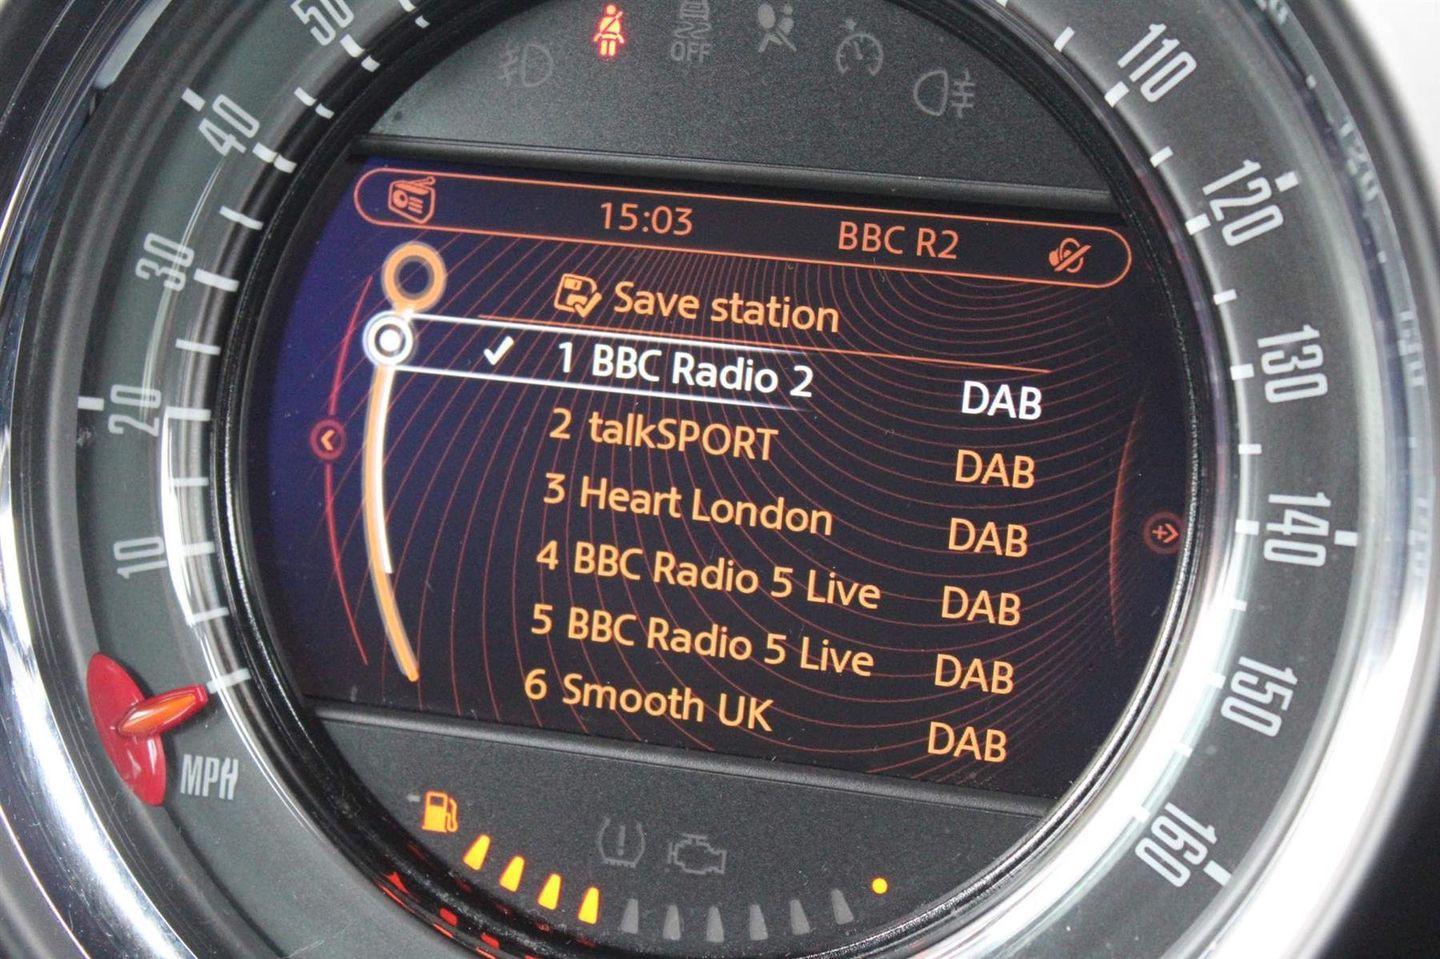 50
40
30
20
10
MPH
OFF
15:03 BBC R2
Save station
1 BBC Radio 2 DAB
2 talkSPORT DAB
3 Heart London DAB
4 BBC Radio 5 Live DAB
5 BBC Radio 5 Live DAB
6 Smooth UK DAB
110
120
130
140
150
160